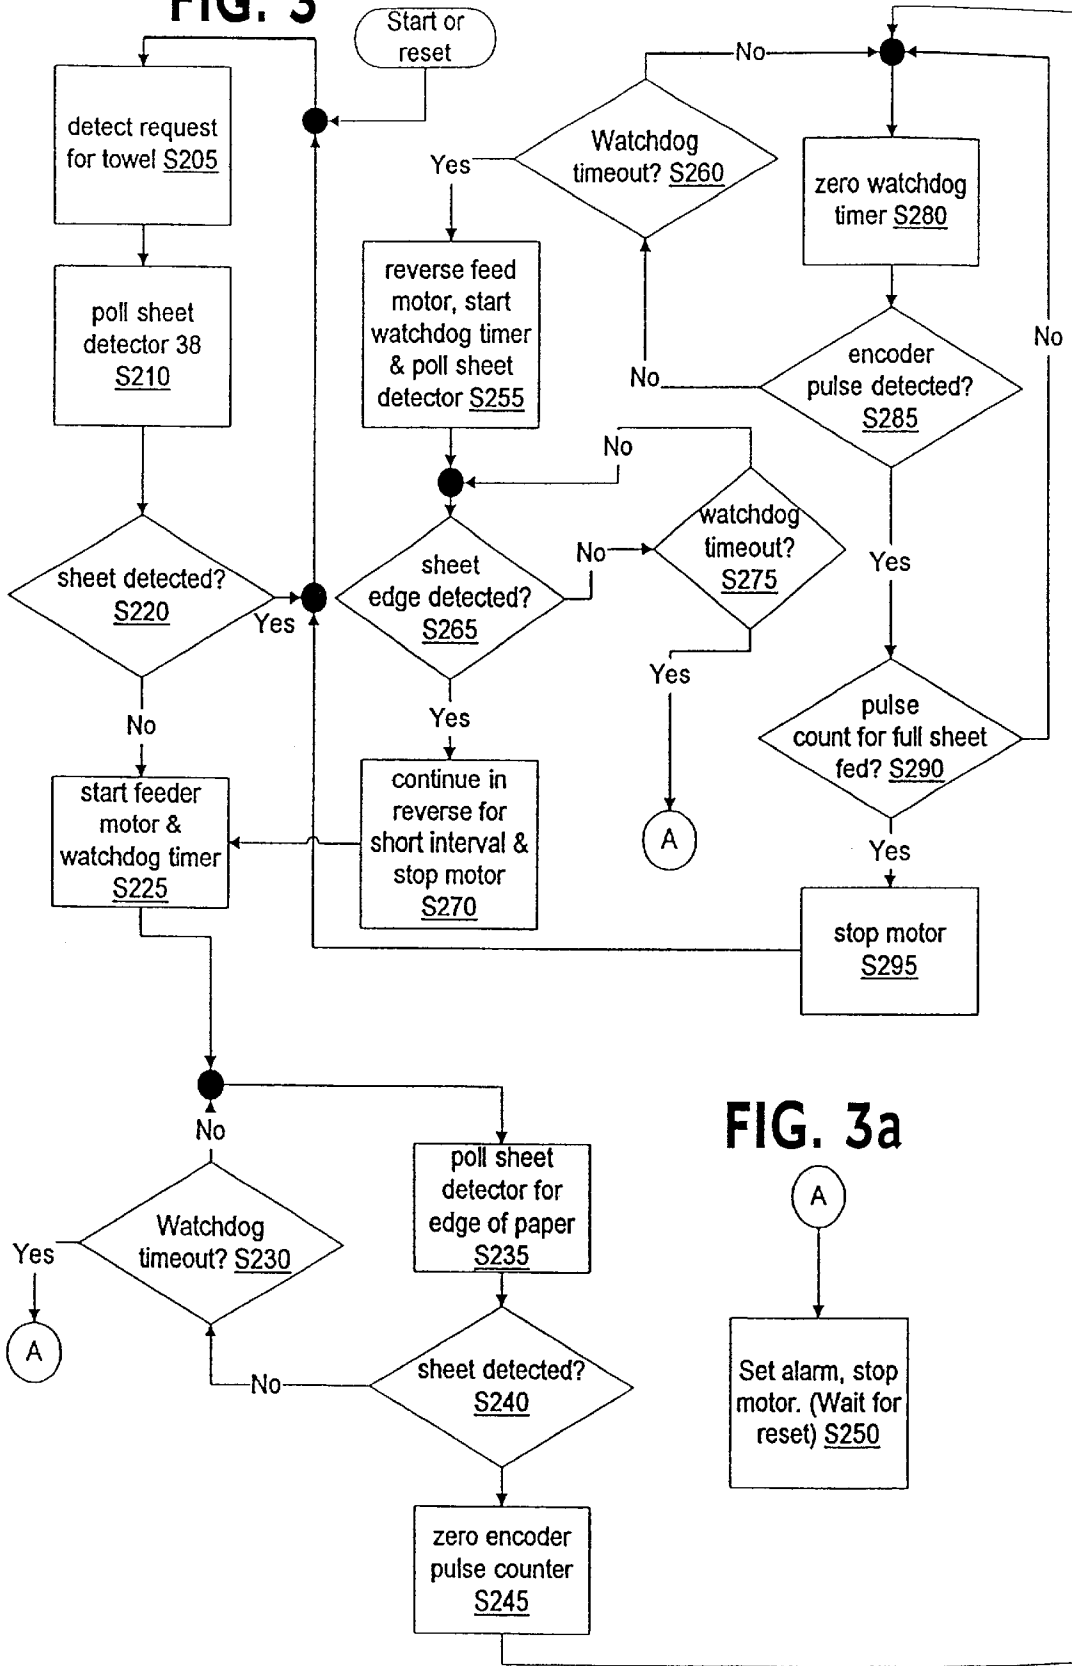 FIG. 3
Start or
reset
detect request
for towel S205
poll sheet
detector 38
S210
sheet detected?
S220
Yes
No
start feeder
motor &
watchdog timer
S225
Watchdog
timeout? S260
Yes
No
reverse feed
motor, start
watchdog timer
& poll sheet
detector S255
No
sheet
edge detected?
S265
No
Yes
watchdog
timeout?
S275
Yes
A
continue in
reverse for
short interval &
stop motor
S270
zero watchdog
timer S280
encoder
pulse detected?
S285
No
Yes
No
pulse
count for full sheet
fed? S290
Yes
stop motor
S295
No
Watchdog
timeout? S230
Yes
A
poll sheet
detector for
edge of paper
S235
sheet detected?
S240
No
zero encoder
pulse counter
S245
FIG. 3a
A
Set alarm, stop
motor. (Wait for
reset) S250